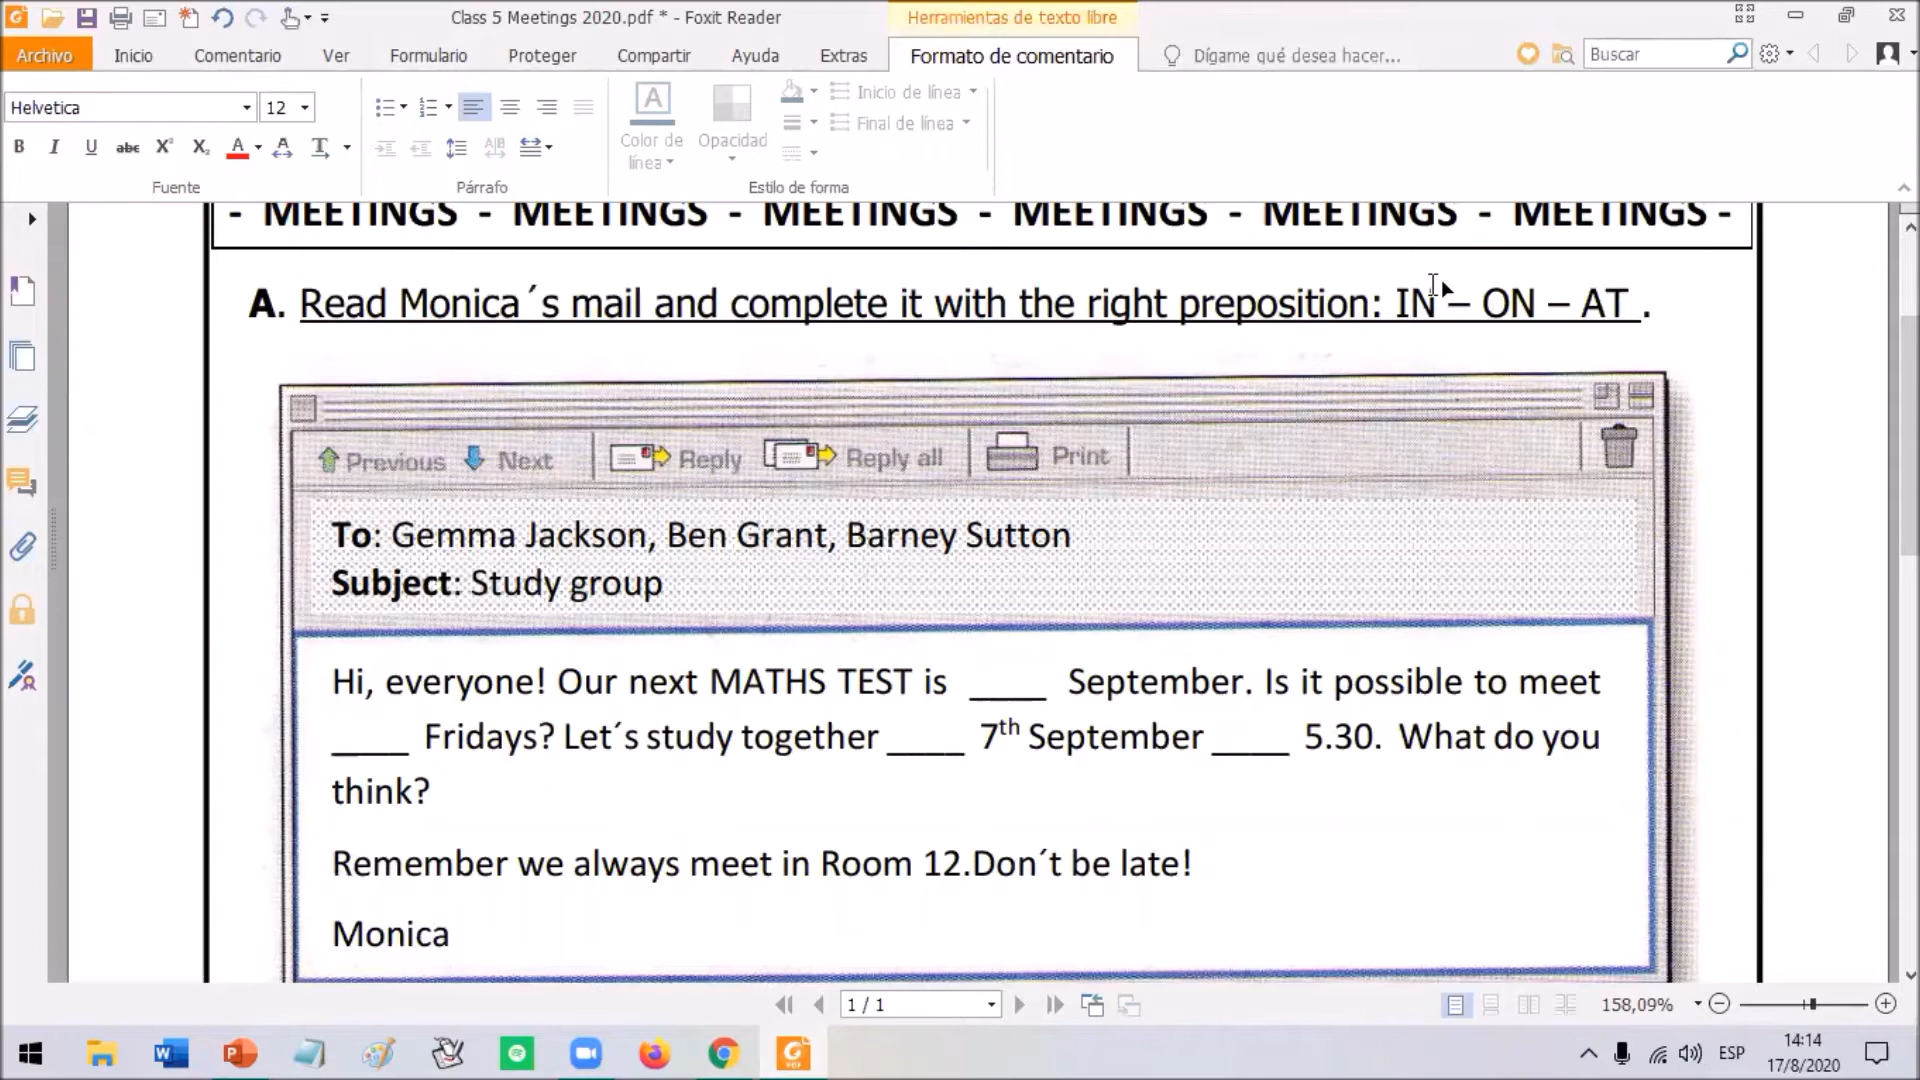 Class 5 Meetings 2020.pdf * - Foxit Reader
Herramientas de texto libre
Archivo Inicio Comentario Ver Formulario Proteger Compartir Ayuda Extras Formato de comentario Dígame qué desea hacer... Buscar
Helvetica 12
Inicio de línea
Final de línea
Color de línea
Opacidad
B I U abc X² X₂ A A T
Fuente Párrafo Estilo de forma
- MEETINGS - MEETINGS - MEETINGS - MEETINGS - MEETINGS - MEETINGS -
A. Read Monica´s mail and complete it with the right preposition: IN – ON – AT .
Previous Next Reply Reply all Print
To: Gemma Jackson, Ben Grant, Barney Sutton
Subject: Study group
Hi, everyone! Our next MATHS TEST is ____ September. Is it possible to meet
____ Fridays? Let´s study together ____ 7th September ____ 5.30. What do you
think?
Remember we always meet in Room 12.Don´t be late!
Monica
1 / 1
158,09%
ESP
14:14
17/8/2020